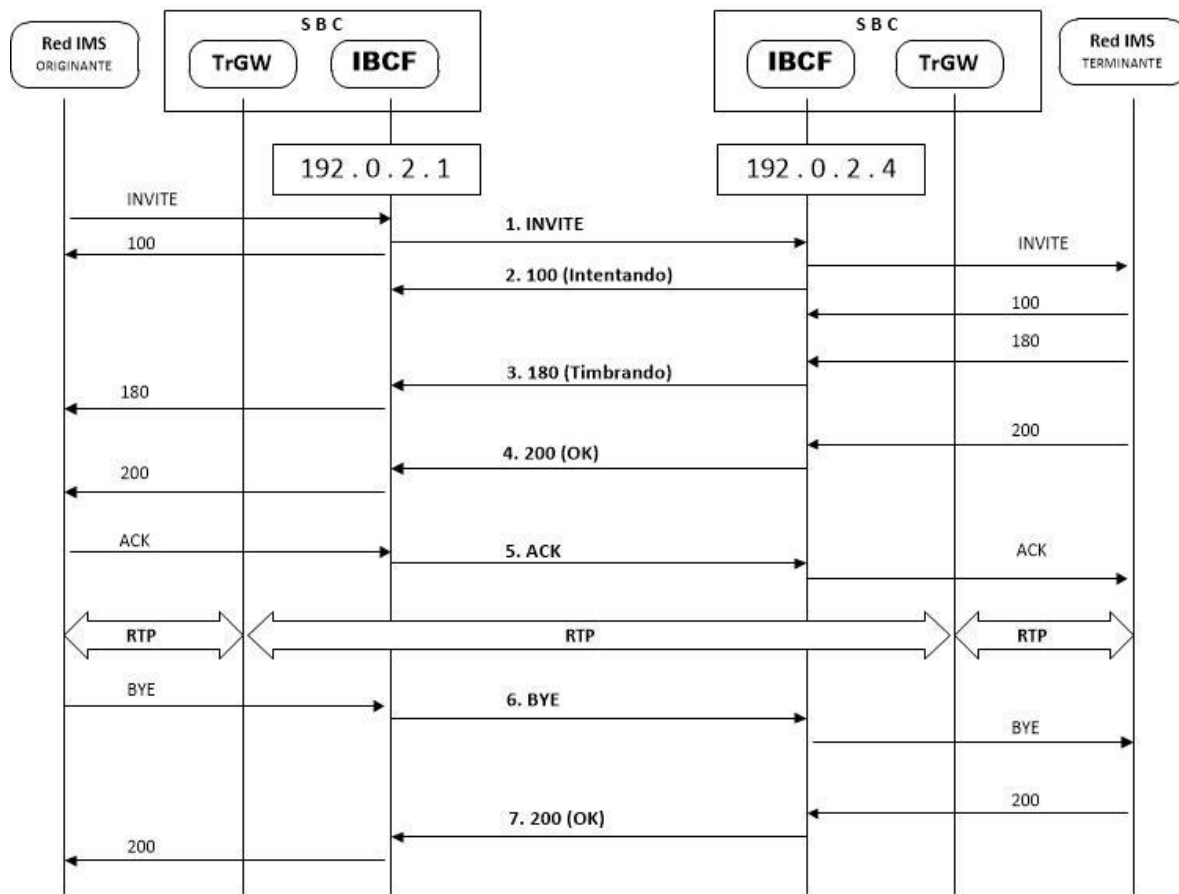 S B C
S B C
Red IMS
ORIGINANTE
TrGW
IBCF
IBCF
TrGW
Red IMS
TERMINANTE
192 . 0 . 2 . 1
192 . 0 . 2 . 4
INVITE
1. INVITE
100
INVITE
2. 100 (Intentando)
100
180
3. 180 (Timbrando)
180
200
4. 200 (OK)
200
ACK
5. ACK
ACK
RTP
RTP
RTP
BYE
6. BYE
BYE
200
7. 200 (OK)
200